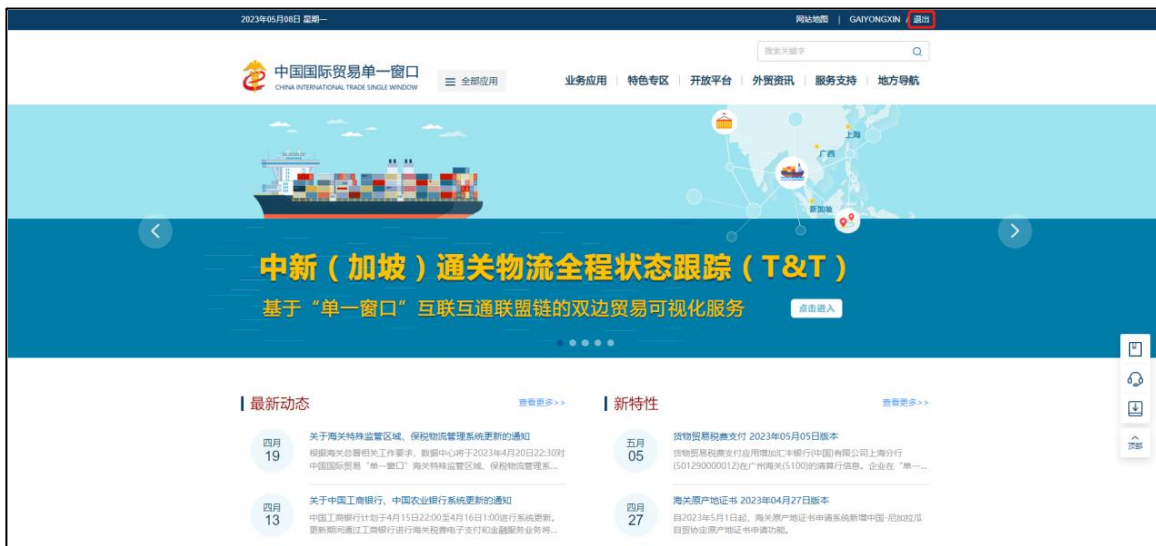 2023年05月08日 星期一
网站地图 | GAIYONGXIN / 退出
搜索关键字
中国国际贸易单一窗口
CHINA INTERNATIONAL TRADE SINGLE WINDOW
全部应用
业务应用 特色专区 开放平台 外贸资讯 服务支持 地方导航
上海
广西
新加坡
中新（加坡）通关物流全程状态跟踪（T&T）
基于“单一窗口”互联互通联盟链的双边贸易可视化服务
点击进入
顶部
最新动态
查看更多>>
四月
19
关于海关特殊监管区域、保税物流管理系统更新的通知
根据海关总署相关工作要求，数据中心将于2023年4月20日22:30对
中国国际贸易“单一窗口”海关特殊监管区域、保税物流管理系...
四月
13
关于中国工商银行、中国农业银行系统更新的通知
中国工商银行计划于4月15日22:00至4月16日1:00进行系统更新。
更新期间通过工商银行进行海关税费电子支付和金融服务业务将...
新特性
查看更多>>
五月
05
货物贸易税费支付 2023年05月05日版本
货物贸易税费支付应用增加汇丰银行(中国)有限公司上海分行
(501290000012)在广州海关(5100)的清算行信息。企业在“单一...
四月
27
海关原产地证书 2023年04月27日版本
自2023年5月1日起，海关原产地证书申请系统新增中国-尼加拉瓜
自贸协定原产地证书申请功能。